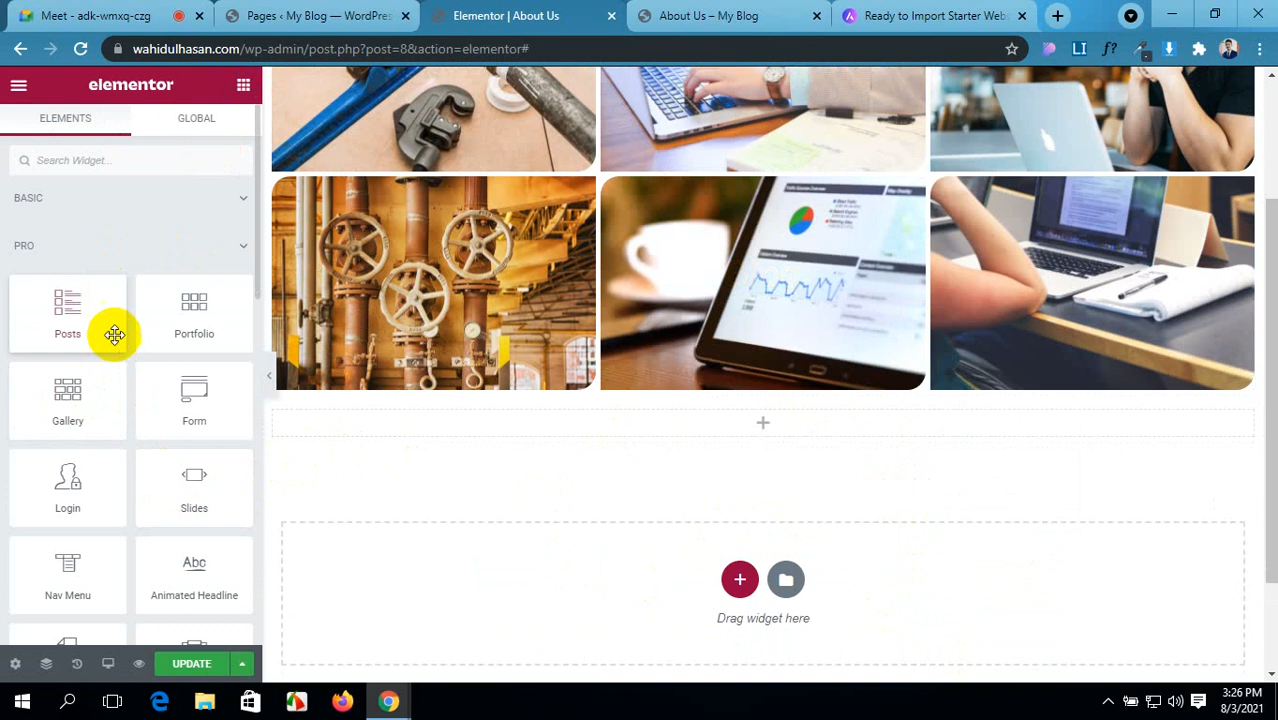 Meet - adk-wmxq-czg
Pages ‹ My Blog — WordPres
Elementor | About Us
About Us – My Blog
Ready to Import Starter Web
wahidulhasan.com/wp-admin/post.php?post=8&action=elementor#
elementor
ELEMENTS
GLOBAL
Search Widget...
BASIC
PRO
Posts
Portfolio
Gallery
Form
Login
Slides
Nav Menu
Abc
Animated Headline
UPDATE
Drag widget here
3:26 PM
8/3/2021